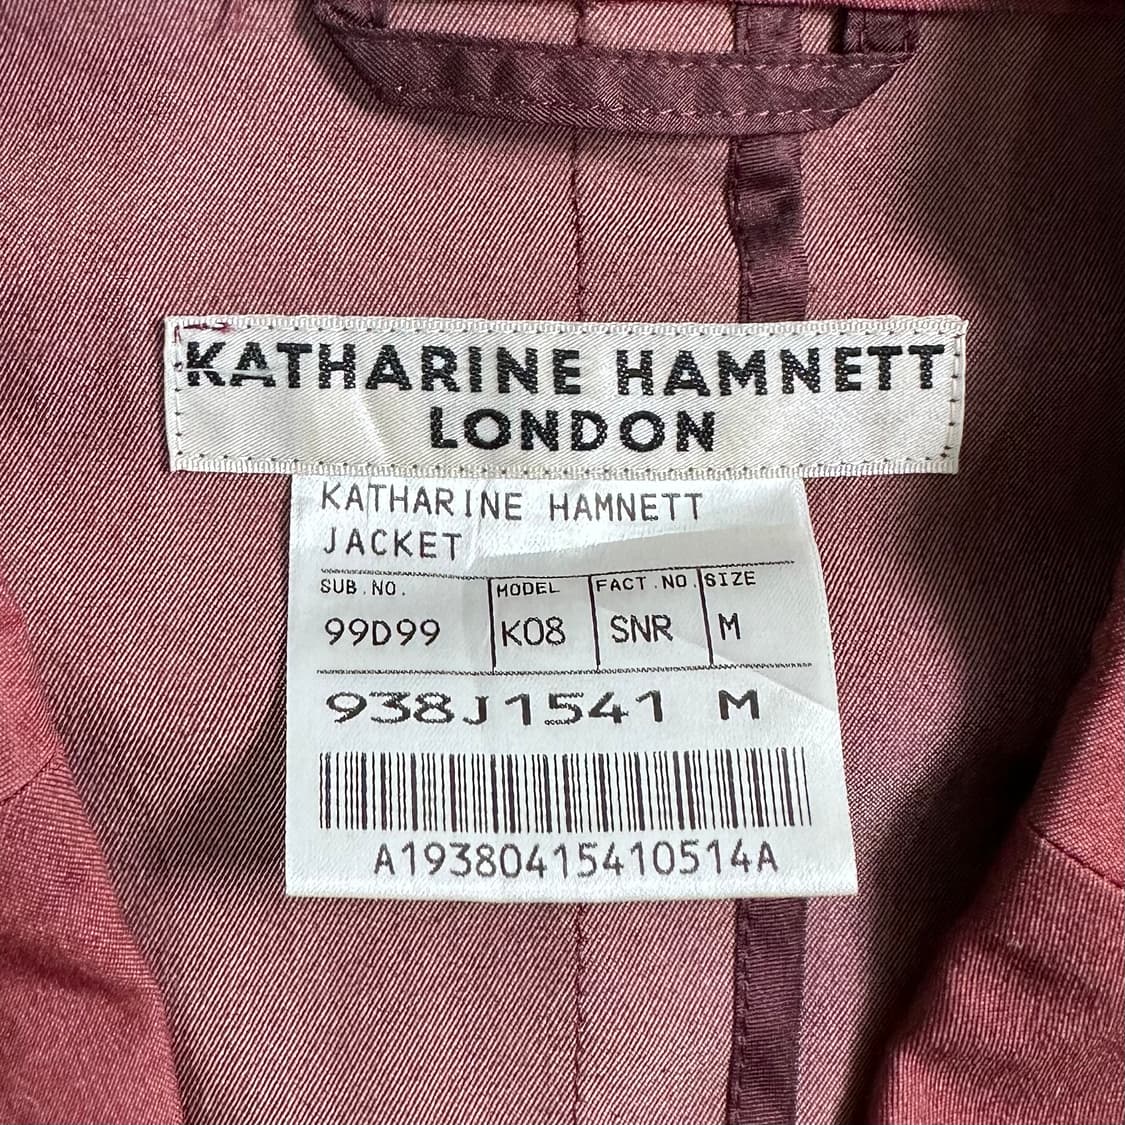 KATHARINE HAMNETT
LONDON
KATHARINE HAMNETT
JACKET
SUB.NO. MODEL FACT.NO. SIZE
99D99 K08 SNR M
938J1541 M
A19380415410514A